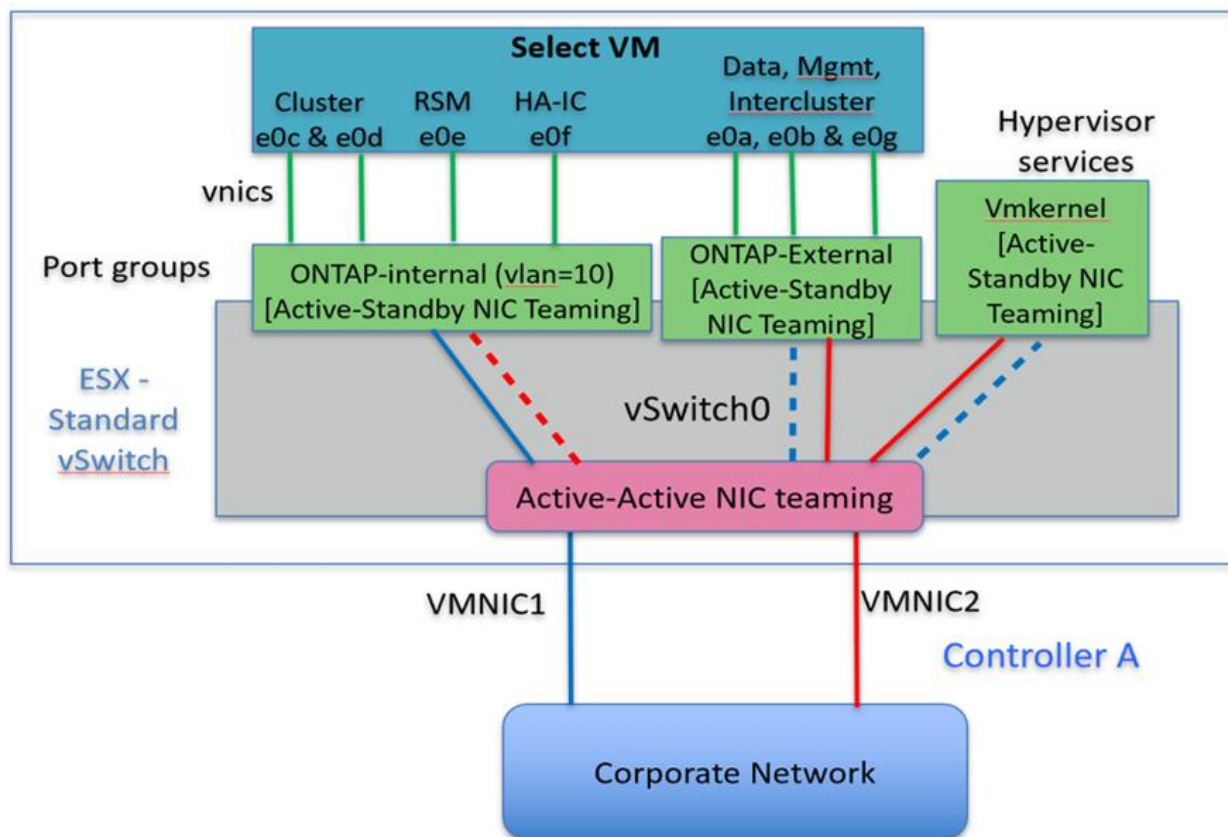 Select VM
Cluster
e0c & e0d
RSM
e0e
HA-IC
e0f
Data, Mgmt,
Intercluster
e0a, e0b & e0g
Hypervisor
services
vnics
Port groups
ONTAP-internal (vlan=10)
[Active-Standby NIC Teaming]
ONTAP-External
[Active-Standby
NIC Teaming]
Vmkernel
[Active-
Standby NIC
Teaming]
ESX -
Standard
vSwitch
vSwitch0
Active-Active NIC teaming
VMNIC1
VMNIC2
Controller A
Corporate Network